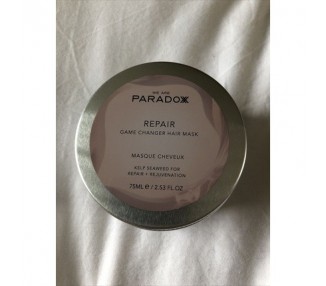 WE ARE
PARADOXX
REPAIR
GAME CHANGER HAIR MASK
MASQUE CHEVEUX
KELP SEAWEED FOR
REPAIR + REJUVENATION
75ML ℮ / 2.53 FL.OZ